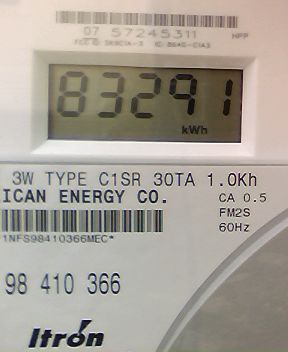 07 57245311 HPP
83291
kWh
3W TYPE C1SR 30TA 1.0Kh
ICAN ENERGY CO. CA 0.5
FM2S
60Hz
1NFS98410366MEC*
98 410 366
Itron